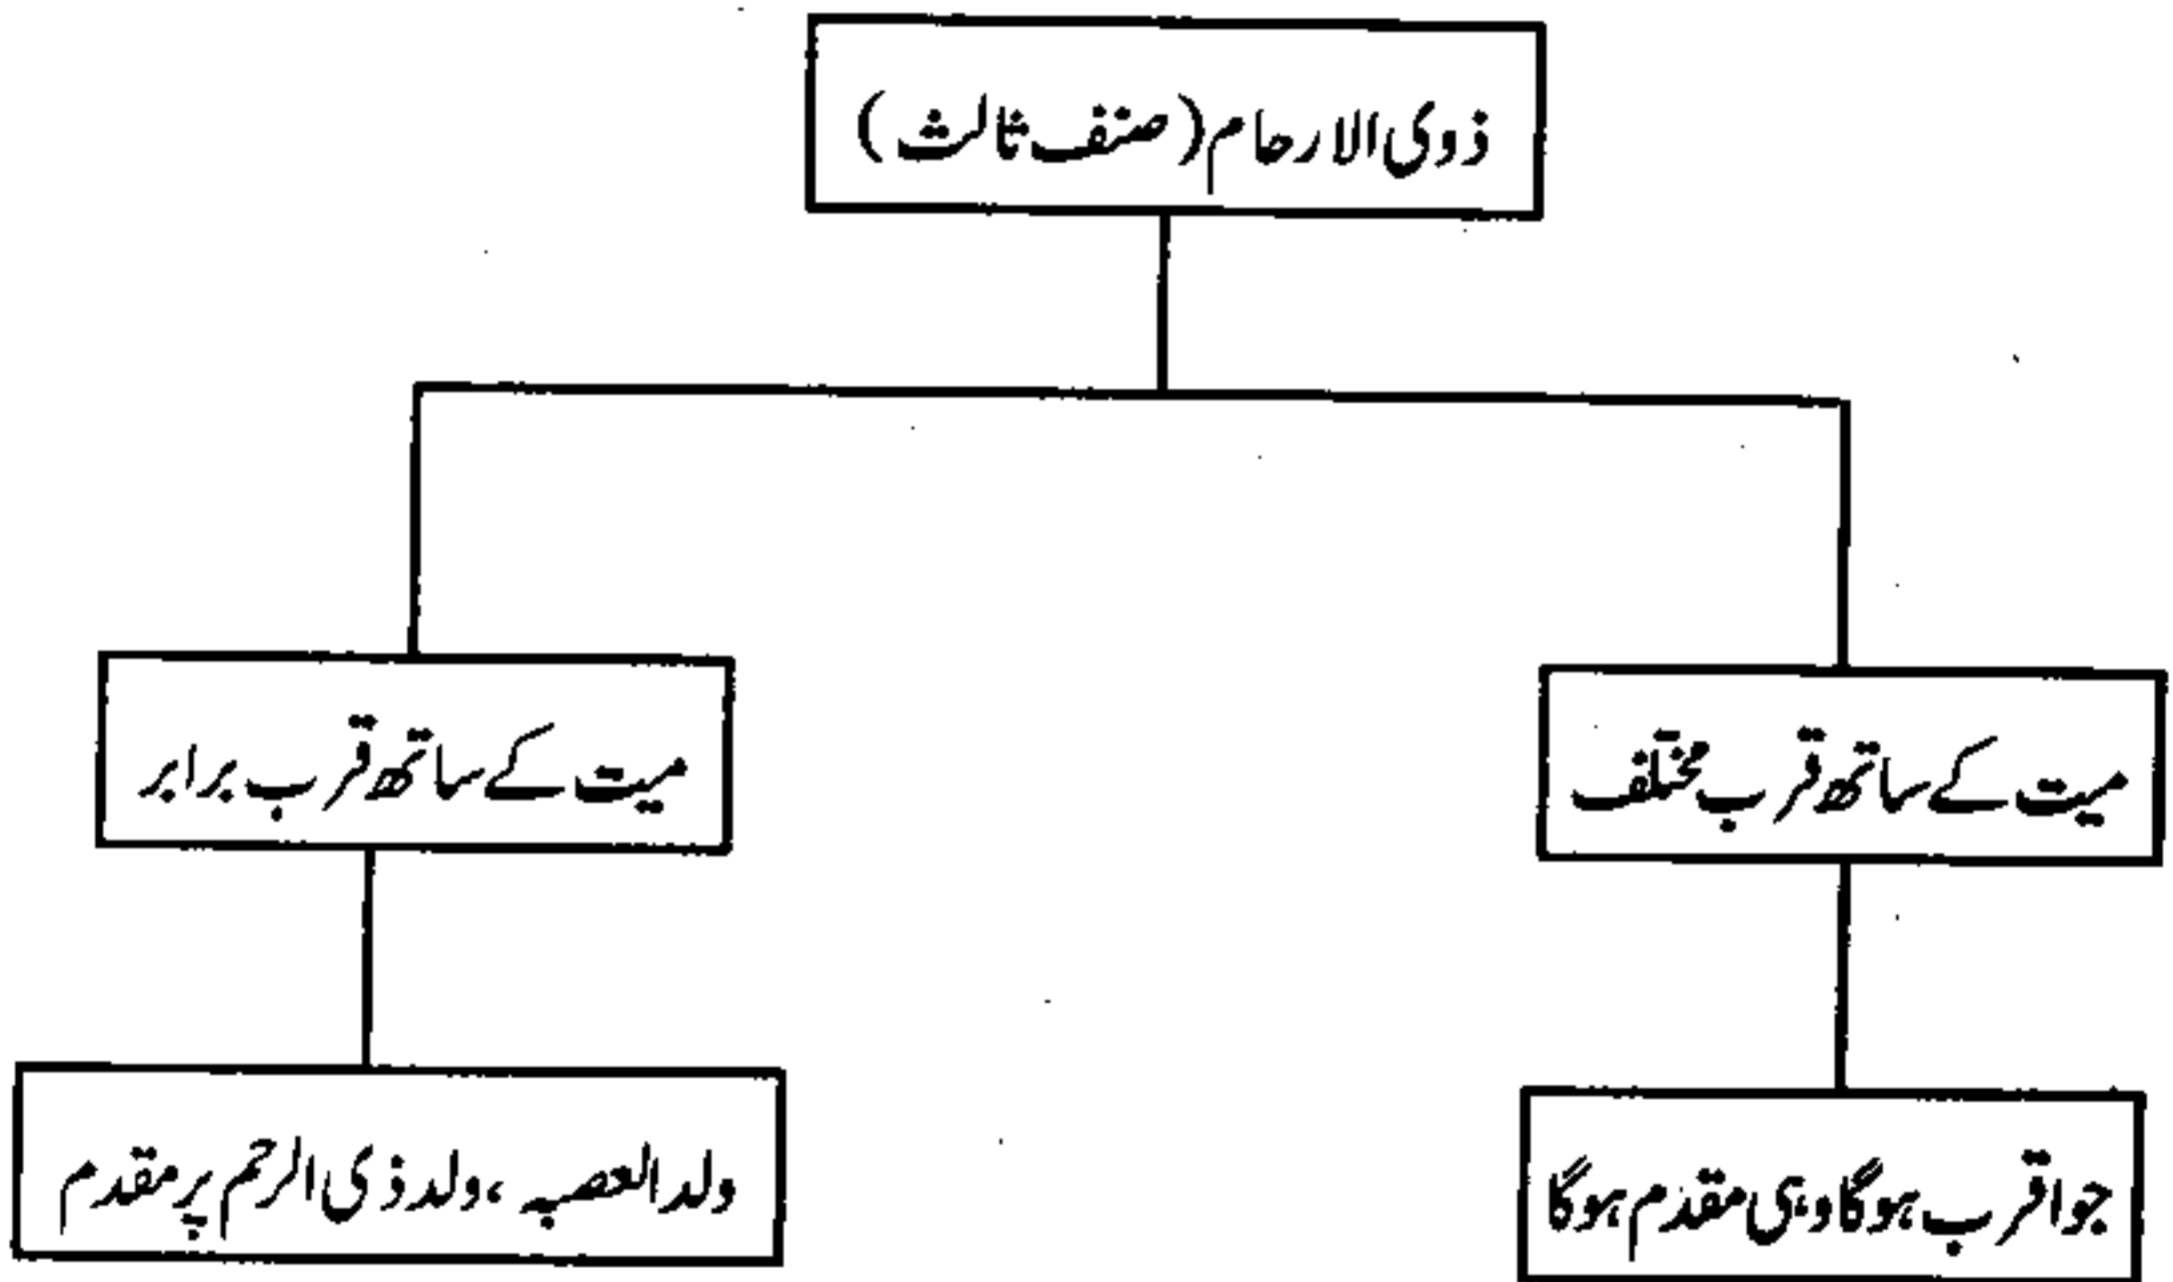 ذوی الارحام (صنف ثالث)
میت کے ساتھ قرب مختلف
میت کے ساتھ قرب برابر
جو اقرب ہوگا وہی مقدم ہوگا
ولد العصبہ، ولد ذی الرحم پر مقدم